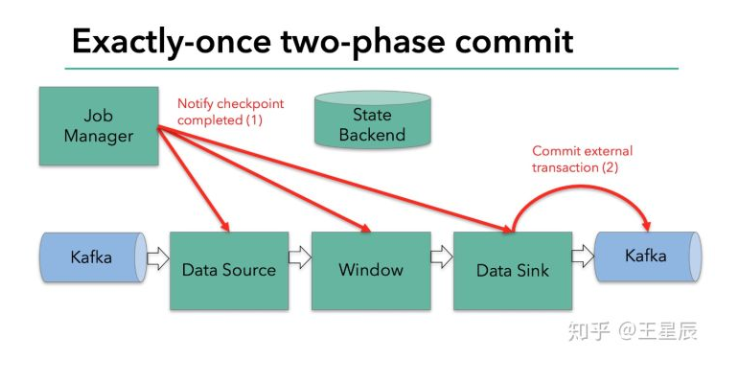 Exactly-once two-phase commit
Job
Manager
Notify checkpoint
completed (1)
State
Backend
Commit external
transaction (2)
Kafka
Data Source
Window
Data Sink
Kafka
知乎 @王星辰